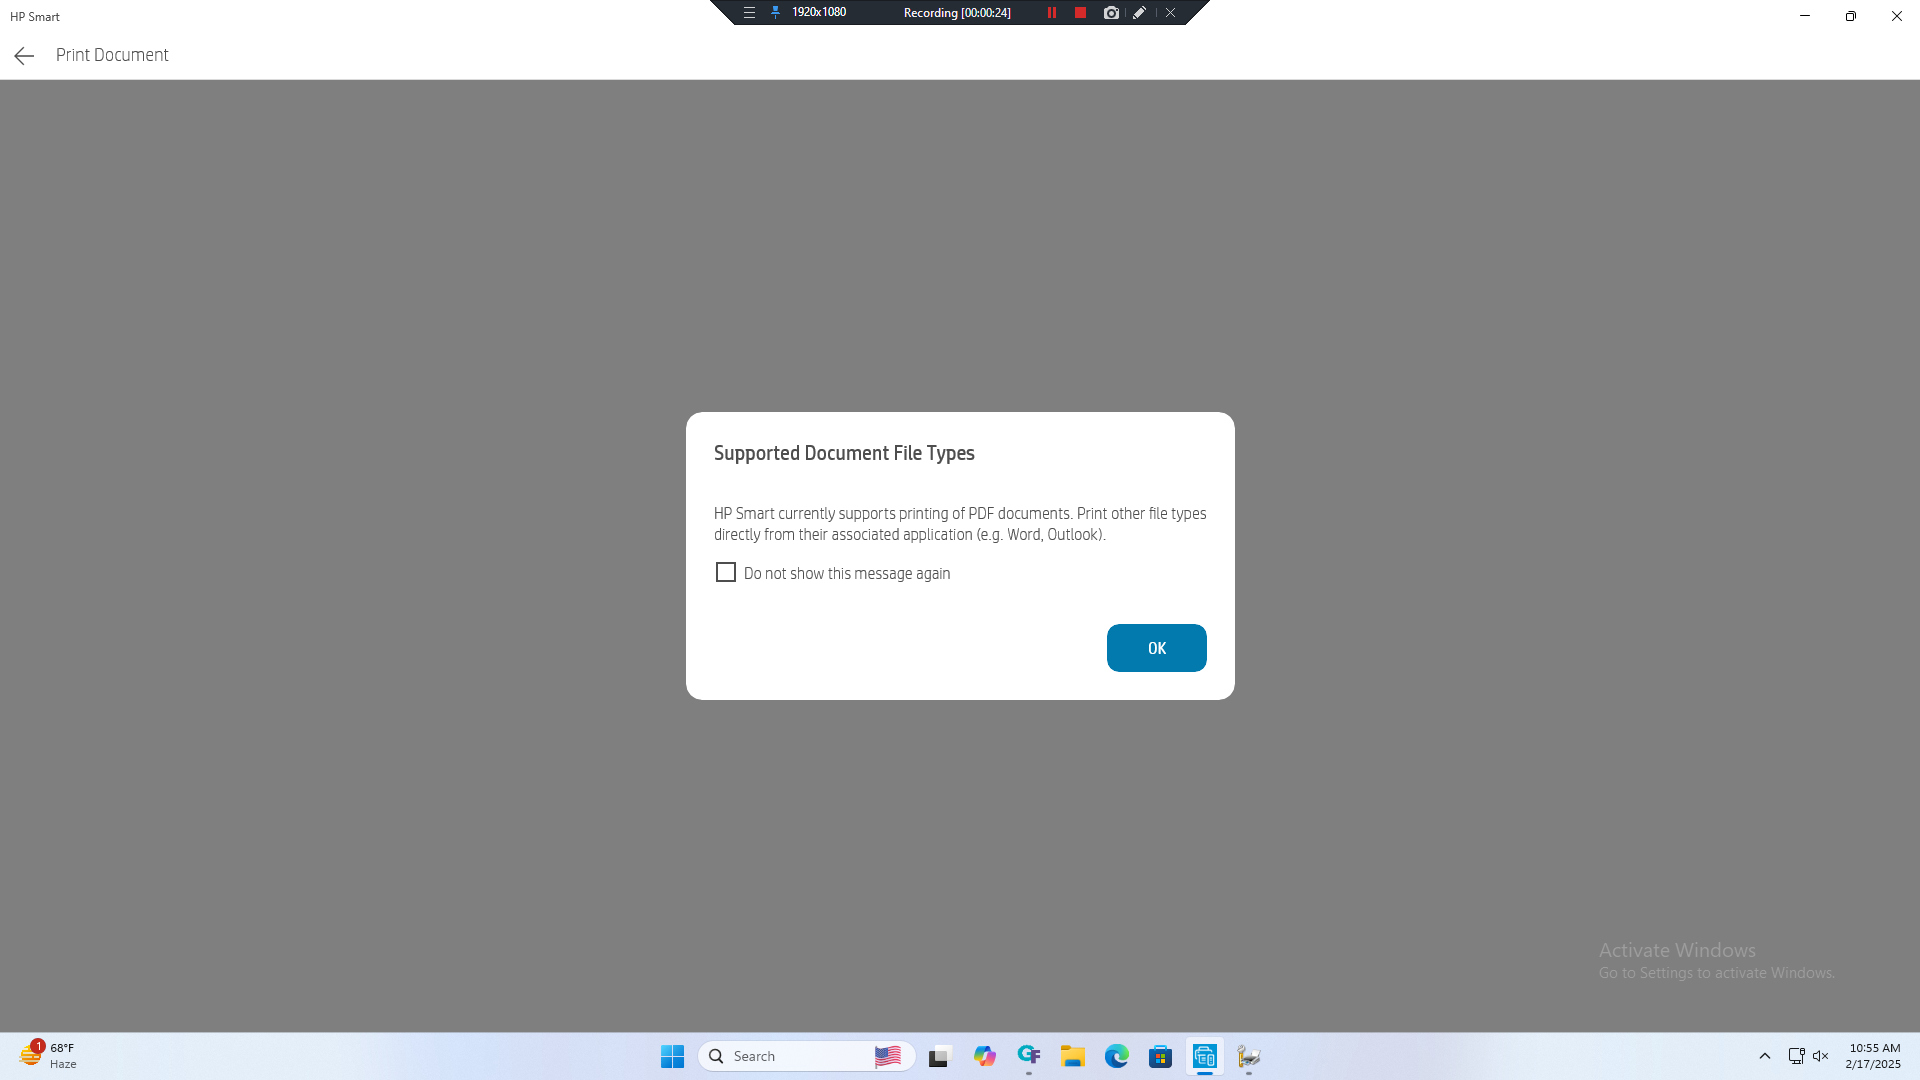 HP Smart
1920x1080
Recording [00:00:24]
Print Document
Supported Document File Types
HP Smart currently supports printing of PDF documents. Print other file types
directly from their associated application (e.g. Word, Outlook).
Do not show this message again
OK
Activate Windows
Go to Settings to activate Windows.
1
68°F
Haze
Search
GF
10:55 AM
2/17/2025